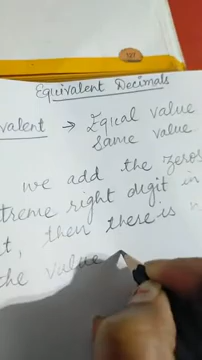 127
Equivalent Decimals
valent → Equal value
same value
we add the zeros
treme right digit in
t, then there is n
the value